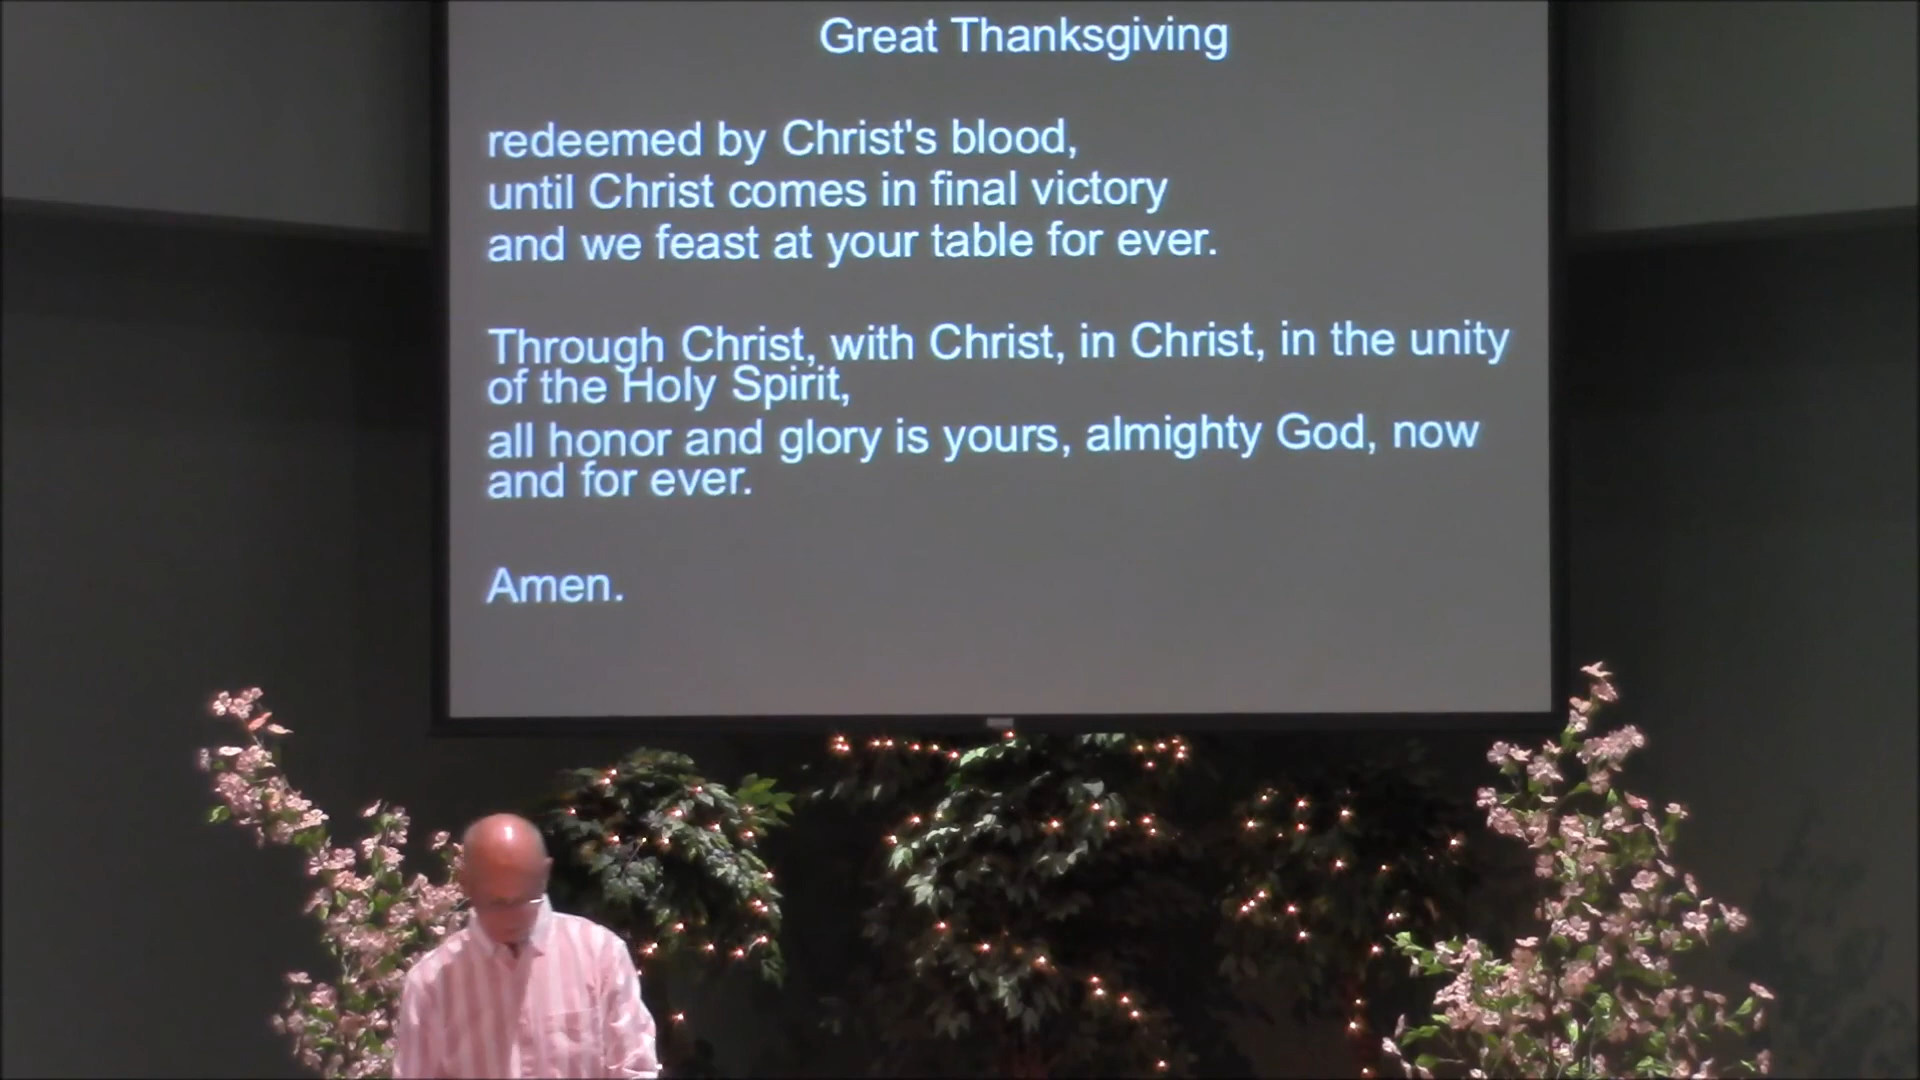 Great Thanksgiving
redeemed by Christ's blood,
until Christ comes in final victory
and we feast at your table for ever.
Through Christ, with Christ, in Christ, in the unity
of the Holy Spirit,
all honor and glory is yours, almighty God, now
and for ever.
Amen.